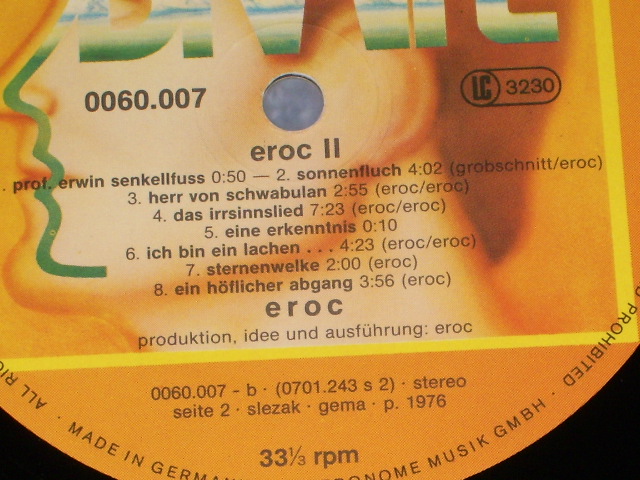 0060.007
LC 3230
eroc II
. prof. erwin senkellfuss 0:50 — 2. sonnenfluch 4:02 (grobschnitt/eroc)
3. herr von schwabulan 2:55 (eroc/eroc)
4. das irrsinnslied 7:23 (eroc/eroc)
5. eine erkenntnis 0:10
6. ich bin ein lachen . . . 4:23 (eroc/eroc)
7. sternenwelke 2:00 (eroc)
8. ein höflicher abgang 3:56 (eroc)
eroc
produktion, idee und ausführung: eroc
0060.007 - b · (0701.243 s 2) · stereo
seite 2 · slezak · gema · p. 1976
33⅓ rpm
ALL RI
· MADE IN GERMAN
ONOME MUSIK GMBH ·
PROHIBITED